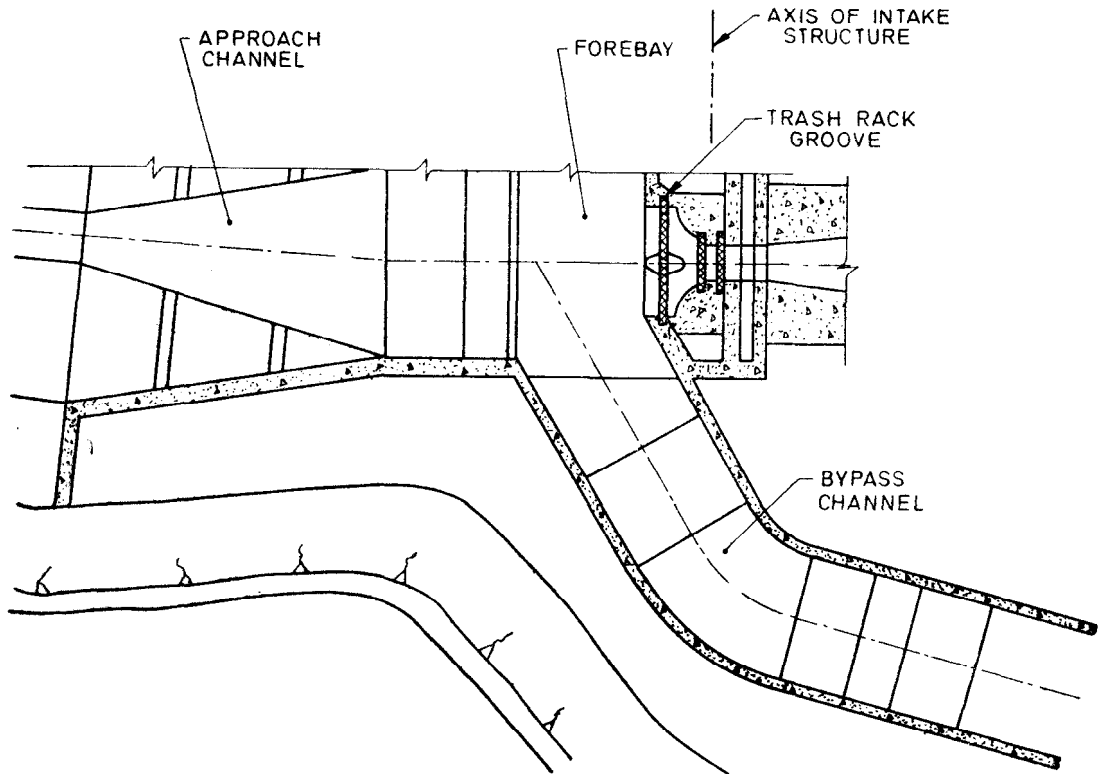 APPROACH
CHANNEL
FOREBAY
AXIS OF INTAKE
STRUCTURE
TRASH RACK
GROOVE
BYPASS
CHANNEL